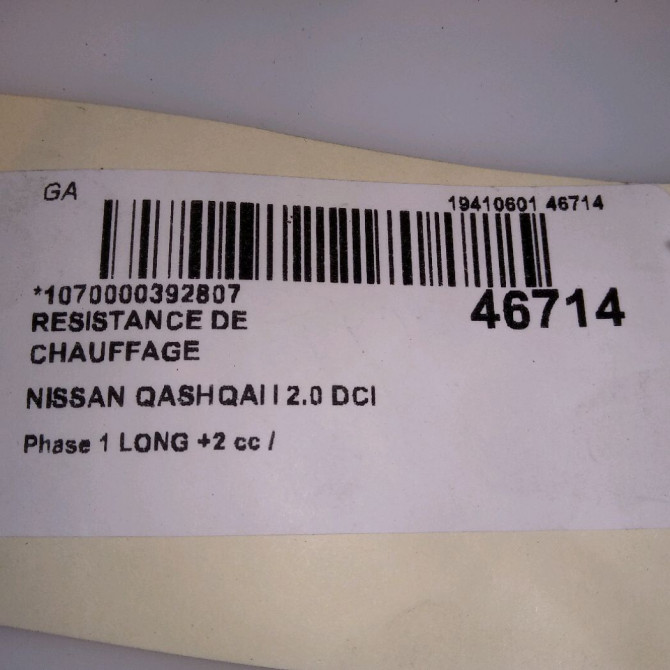 GA
19410601 46714
*1070000392807
46714
RESISTANCE DE
CHAUFFAGE
NISSAN QASHQAI I 2.0 DCI
Phase 1 LONG +2 cc /